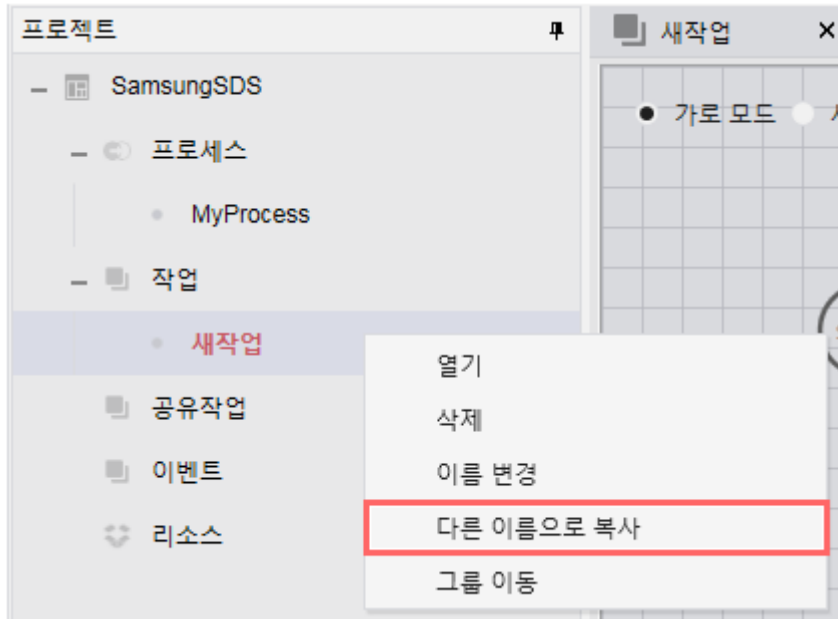 프로젝트
새작업
SamsungSDS
가로 모드
프로세스
MyProcess
작업
새작업
열기
공유작업
삭제
이벤트
이름 변경
리소스
다른 이름으로 복사
그룹 이동